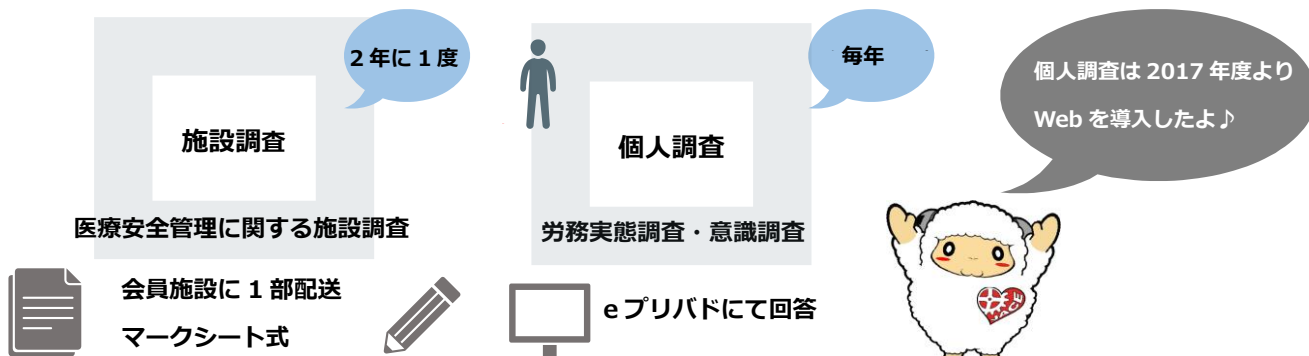 2年に1度
施設調査
医療安全管理に関する施設調査
会員施設に1部配送
マークシート式
毎年
個人調査
労務実態調査・意識調査
eプリバドにて回答
個人調査は2017年度より
Webを導入したよ♪